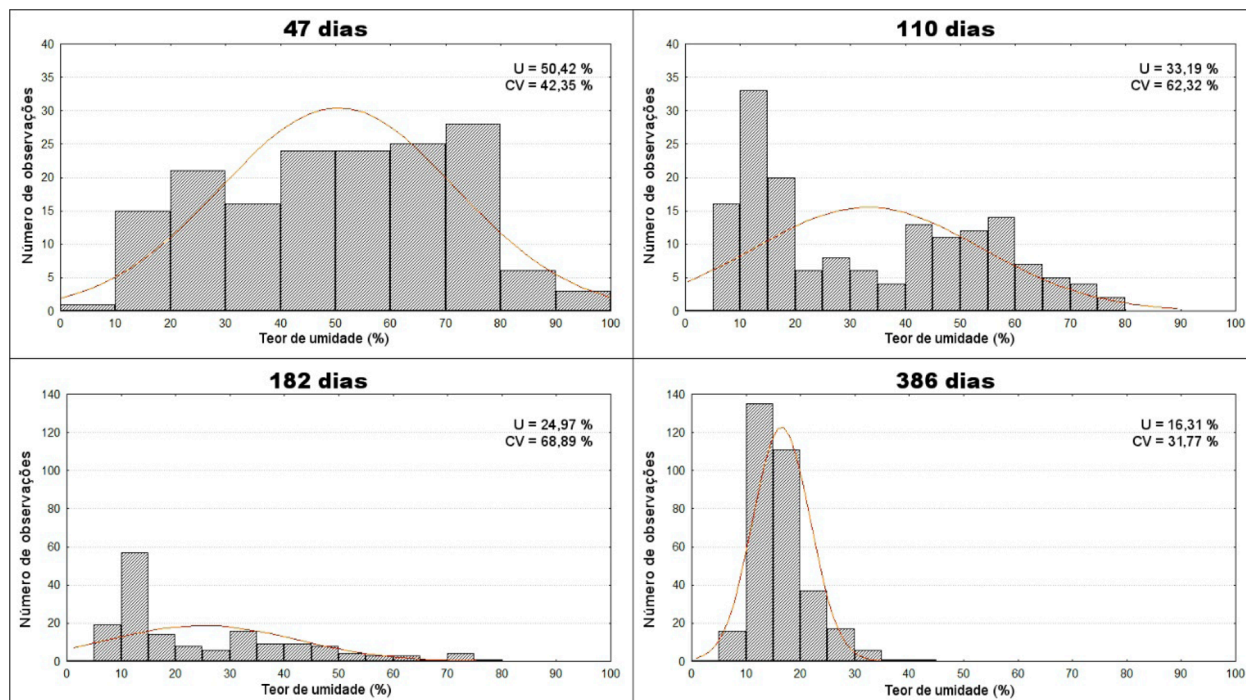 47 dias
40
35
30
25
20
15
10
5
0
Número de observações
U = 50,42 %
CV = 42,35 %
0 10 20 30 40 50 60 70 80 90 100
Teor de umidade (%)
110 dias
40
35
30
25
20
15
10
5
0
Número de observações
U = 33,19 %
CV = 62,32 %
0 10 20 30 40 50 60 70 80 90 100
Teor de umidade (%)
182 dias
140
120
100
80
60
40
20
0
Número de observações
U = 24,97 %
CV = 68,89 %
0 10 20 30 40 50 60 70 80 90 100
Teor de umidade (%)
386 dias
140
120
100
80
60
40
20
0
Número de observações
U = 16,31 %
CV = 31,77 %
0 10 20 30 40 50 60 70 80 90 100
Teor de umidade (%)